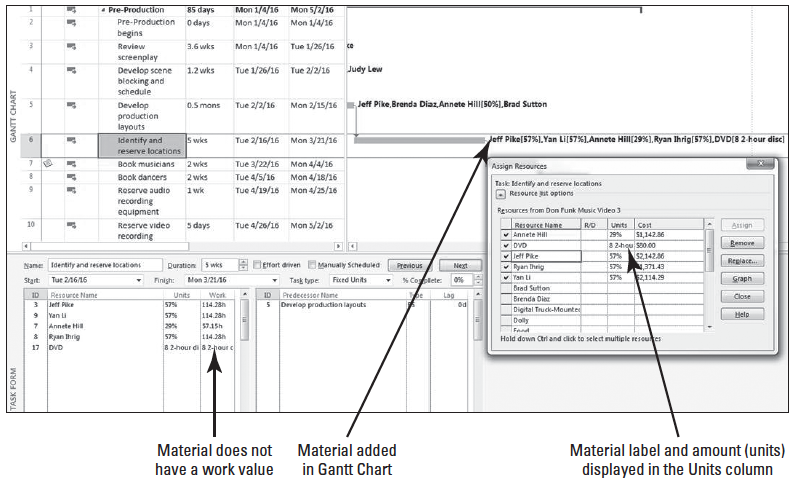 1 Pre-Production 85 days Mon 1/4/16 Mon 5/2/16
2 Pre-Production begins 0 days Mon 1/4/16 Mon 1/4/16
3 Review screenplay 3.6 wks Mon 1/4/16 Tue 1/26/16
4 Develop scene blocking and schedule 1.2 wks Tue 1/26/16 Tue 2/2/16 Judy Lew
5 Develop production layouts 0.5 mons Tue 2/2/16 Mon 2/15/16 Jeff Pike,Brenda Diaz,Annete Hill[50%],Brad Sutton
GANTT CHART
6 Identify and reserve locations 5 wks Tue 2/16/16 Mon 3/21/16 Jeff Pike[57%],Yan Li[57%],Annete Hill[29%],Ryan Ihrig[57%],DVD[8 2-hour disc]
7 Book musicians 2 wks Tue 3/22/16 Mon 4/4/16
8 Book dancers 2 wks Tue 4/5/16 Mon 4/18/16
9 Reserve audio recording equipment 1 wk Tue 4/19/16 Mon 4/25/16
10 Reserve video recording 5 days Tue 4/26/16 Mon 5/2/16
Assign Resources
Task: Identify and reserve locations
Resource list options
Resources from Don Funk Music Video 3
Resource Name R/D Units Cost
Annete Hill 29% $1,142.86
DVD 8 2-hou $80.00
Jeff Pike 57% $2,142.86
Ryan Ihrig 57% $1,371.43
Yan Li 57% $2,114.29
Brad Sutton
Brenda Diaz
Digital Truck-Mounted
Dolly
Food
Assign
Remove
Replace...
Graph
Close
Help
Hold down Ctrl and click to select multiple resources
Name: Identify and reserve locations Duration: 5 wks Effort driven Manually Scheduled Previous Next
Start: Tue 2/16/16 Finish: Mon 3/21/16 Task type: Fixed Units % Complete: 0%
ID Resource Name Units Work
3 Jeff Pike 57% 114.28h
9 Yan Li 57% 114.28h
7 Annete Hill 29% 57.15h
8 Ryan Ihrig 57% 114.28h
17 DVD 8 2-hour di 8 2-hour c
ID Predecessor Name Type Lag
5 Develop production layouts FS 0d
TASK FORM
Material does not
have a work value
Material added
in Gantt Chart
Material label and amount (units)
displayed in the Units column